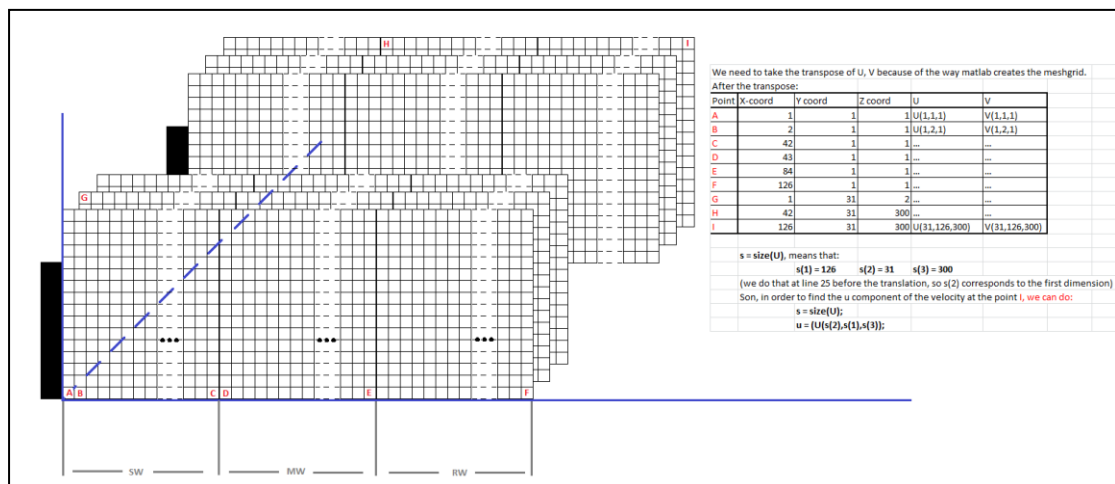 H I
G
A B C D E F
SW MW RW
We need to take the transpose of U, V because of the way matlab creates the meshgrid.
After the transpose:
Point X-coord Y coord Z coord U V
A 1 1 1 U(1,1,1) V(1,1,1)
B 2 1 1 U(1,2,1) V(1,2,1)
C 42 1 1 ... ...
D 43 1 1 ... ...
E 84 1 1 ... ...
F 126 1 1 ... ...
G 1 31 2 ... ...
H 42 31 300 ... ...
I 126 31 300 U(31,126,300) V(31,126,300)
s = size(U), means that:
s(1) = 126 s(2) = 31 s(3) = 300
(we do that at line 25 before the translation, so s(2) corresponds to the first dimension)
Son, in order to find the u component of the velocity at the point I, we can do:
s = size(U);
u = (U(s(2),s(1),s(3));